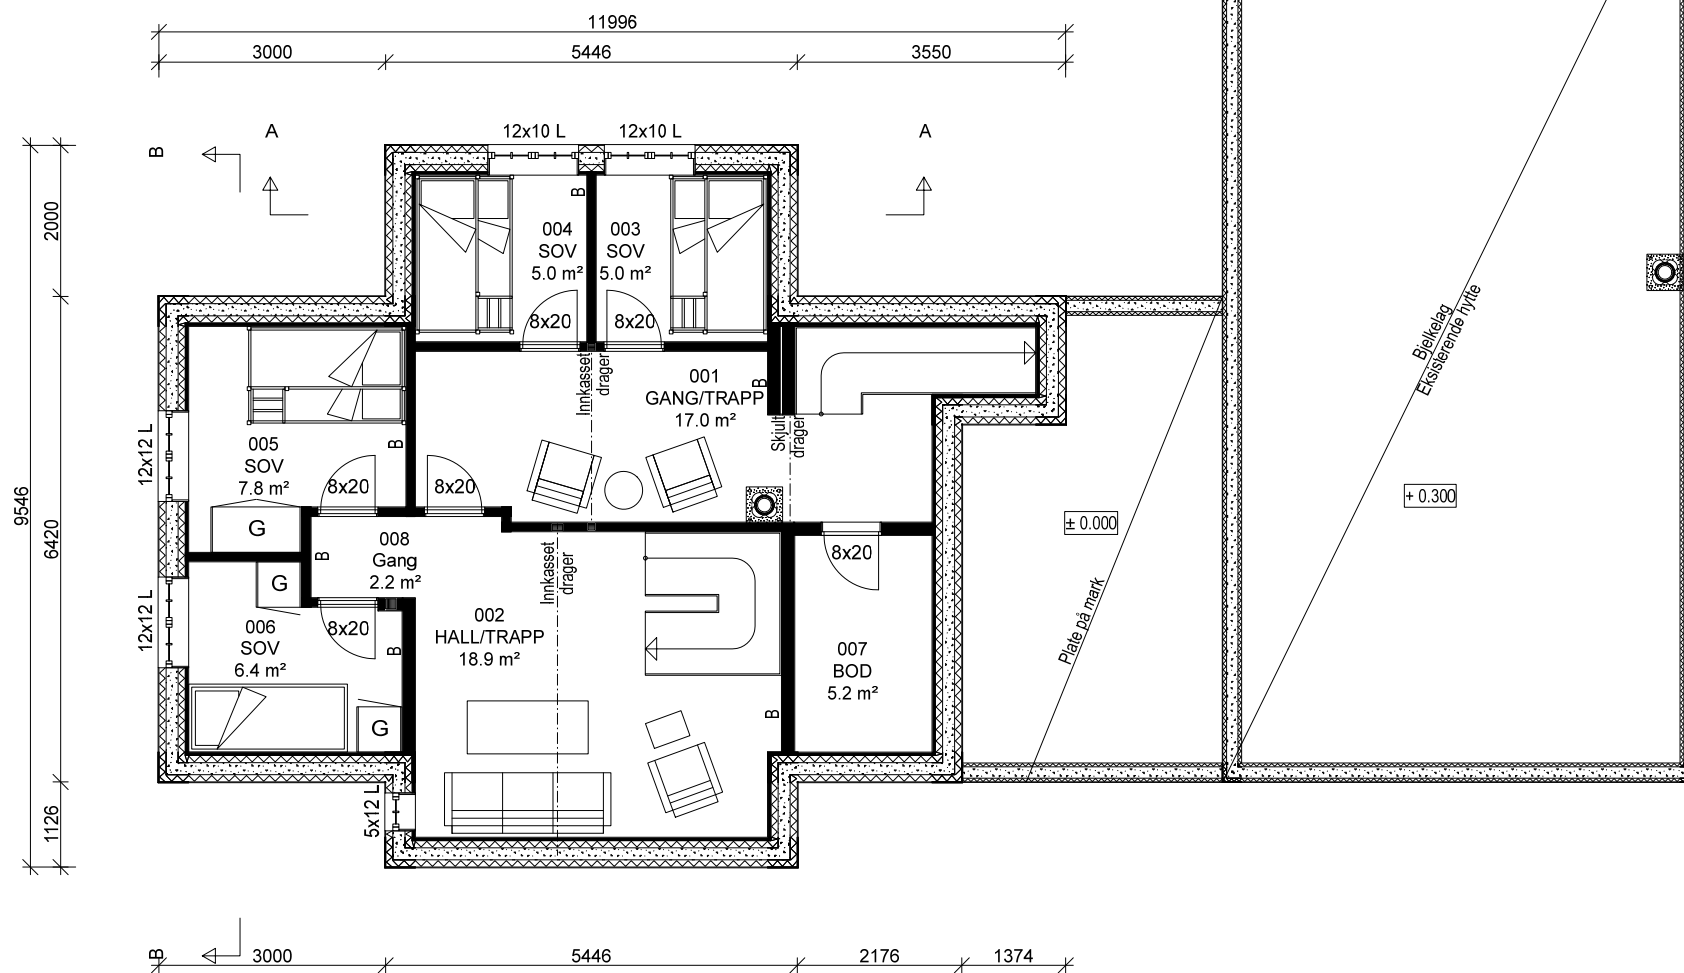 11996
3000
5446
3550
B
A
12x10 L
12x10 L
A
2000
9546
6420
1126
B
004
SOV
5.0 m²
8x20
003
SOV
5.0 m²
8x20
Innkasset
drager
001
GANG/TRAPP
17.0 m²
B
Skjult
drager
12x12 L
005
SOV
7.8 m²
B
8x20
8x20
G
B
008
Gang
2.2 m²
12x12 L
G
006
SOV
6.4 m²
8x20
B
G
Innkasset
drager
002
HALL/TRAPP
18.9 m²
B
8x20
007
BOD
5.2 m²
5x12 L
± 0.000
Plate på mark
Bjelkelag
Eksisterende hytte
+ 0.300
B
3000
5446
2176
1374